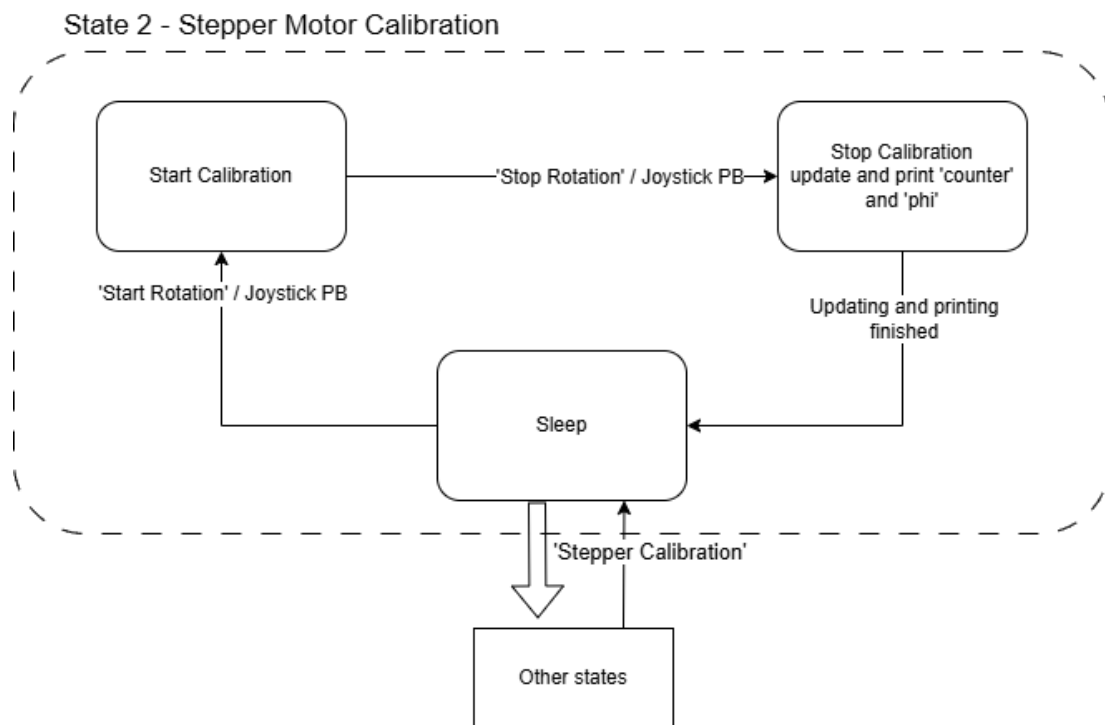 State 2 - Stepper Motor Calibration
Start Calibration
'Stop Rotation' / Joystick PB
Stop Calibration
update and print 'counter'
and 'phi'
'Start Rotation' / Joystick PB
Updating and printing
finished
Sleep
'Stepper Calibration'
Other states